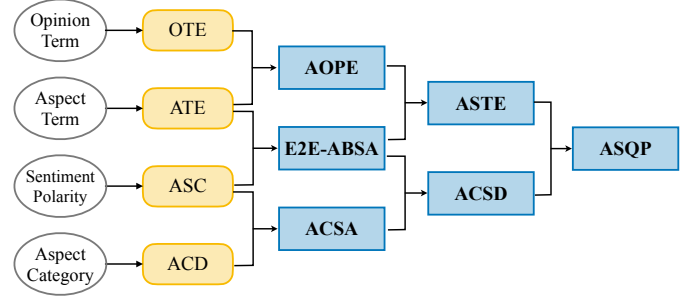 Opinion
Term
OTE
AOPE
Aspect
Term
ATE
ASTE
E2E-ABSA
ASQP
Sentiment
Polarity
ASC
ACSD
ACSA
Aspect
Category
ACD